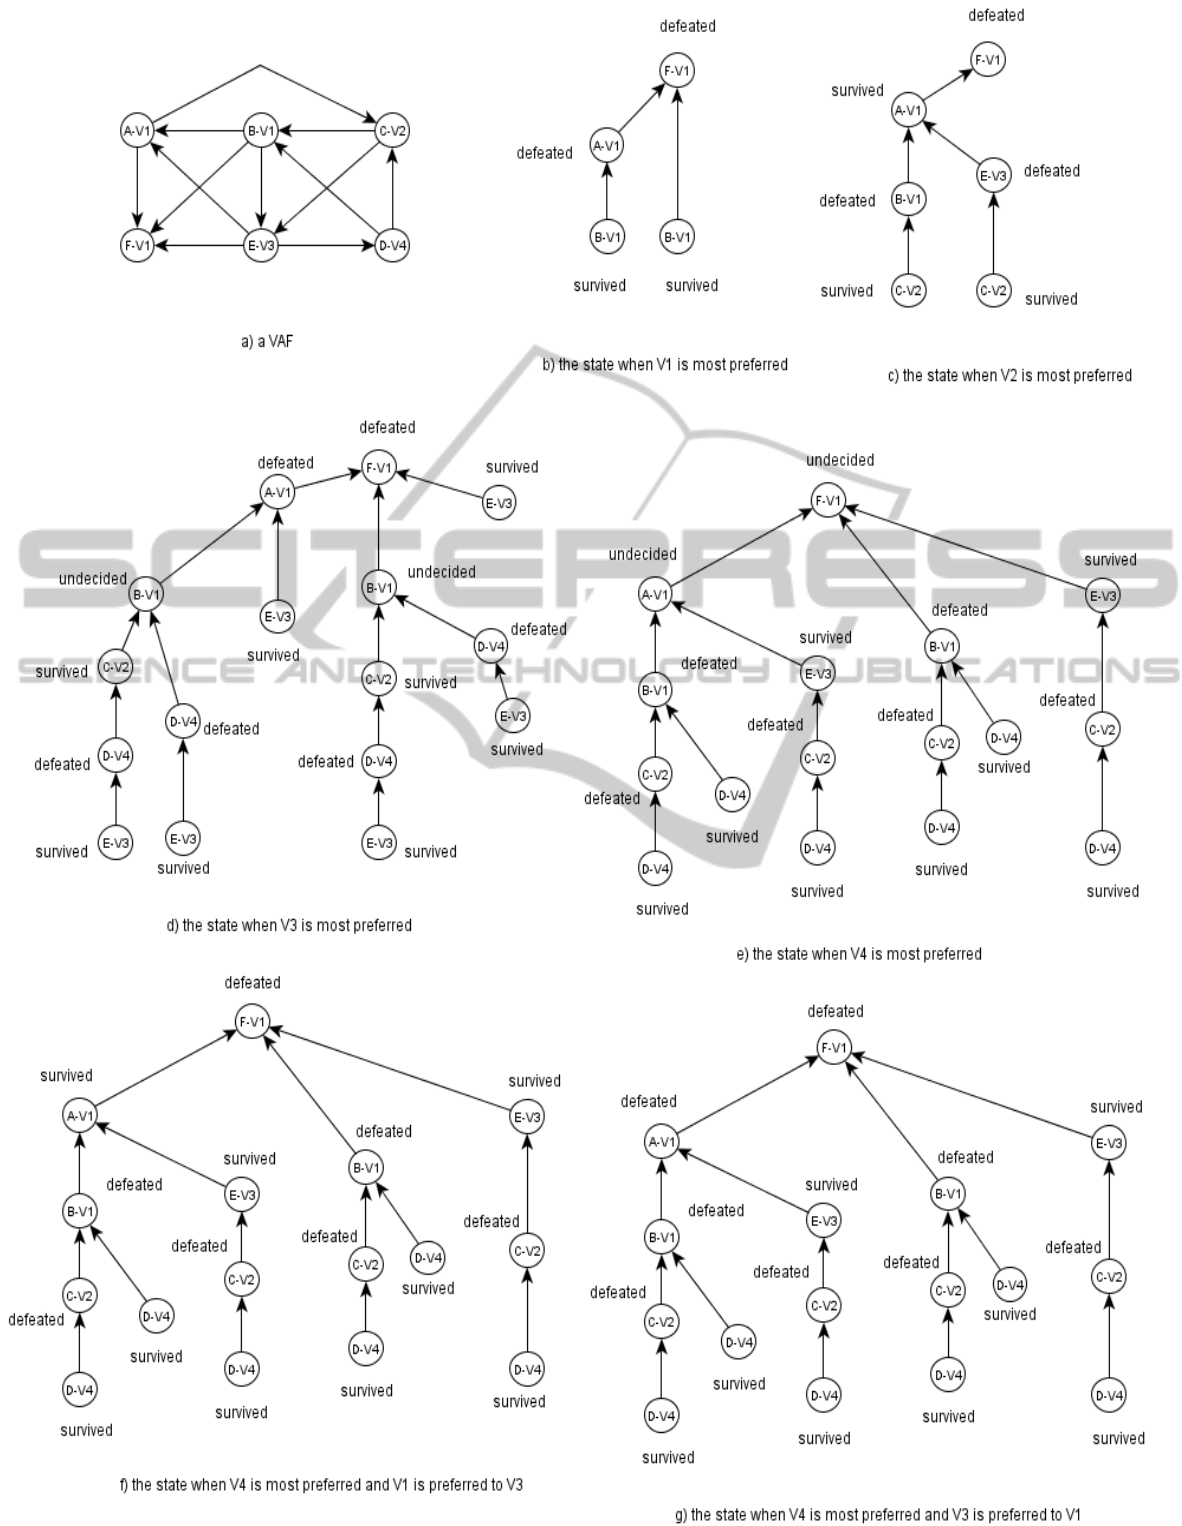 defeated
F-V1
A-V1
defeated
B-V1
B-V1
survived
survived
b) the state when V1 is most preferred
A-V1
B-V1
C-V2
F-V1
E-V3
D-V4
a) a VAF
defeated
F-V1
survived
A-V1
E-V3
defeated
defeated
B-V1
survived
C-V2
C-V2
survived
c) the state when V2 is most preferred
defeated
F-V1
defeated
A-V1
survived
E-V3
undecided
B-V1
B-V1
undecided
E-V3
survived
D-V4
defeated
survived
C-V2
C-V2
survived
E-V3
survived
D-V4
defeated
defeated
D-V4
defeated
D-V4
survived
E-V3
E-V3
survived
E-V3
survived
d) the state when V3 is most preferred
undecided
F-V1
undecided
A-V1
survived
E-V3
defeated
B-V1
survived
E-V3
defeated
B-V1
defeated
C-V2
defeated
C-V2
D-V4
survived
defeated
C-V2
defeated
C-V2
D-V4
survived
D-V4
survived
D-V4
survived
D-V4
survived
D-V4
survived
e) the state when V4 is most preferred
SCITEPRESS
SCIENCE AND TECHNOLOGY PUBLICATIONS
defeated
F-V1
survived
A-V1
survived
E-V3
defeated
B-V1
survived
E-V3
defeated
B-V1
defeated
C-V2
defeated
C-V2
D-V4
survived
defeated
C-V2
defeated
C-V2
D-V4
survived
D-V4
survived
D-V4
survived
D-V4
survived
D-V4
survived
f) the state when V4 is most preferred and V1 is preferred to V3
defeated
F-V1
defeated
A-V1
survived
E-V3
defeated
B-V1
survived
E-V3
defeated
B-V1
defeated
C-V2
defeated
C-V2
D-V4
survived
defeated
C-V2
defeated
C-V2
D-V4
survived
D-V4
survived
D-V4
survived
D-V4
survived
D-V4
survived
g) the state when V4 is most preferred and V3 is preferred to V1